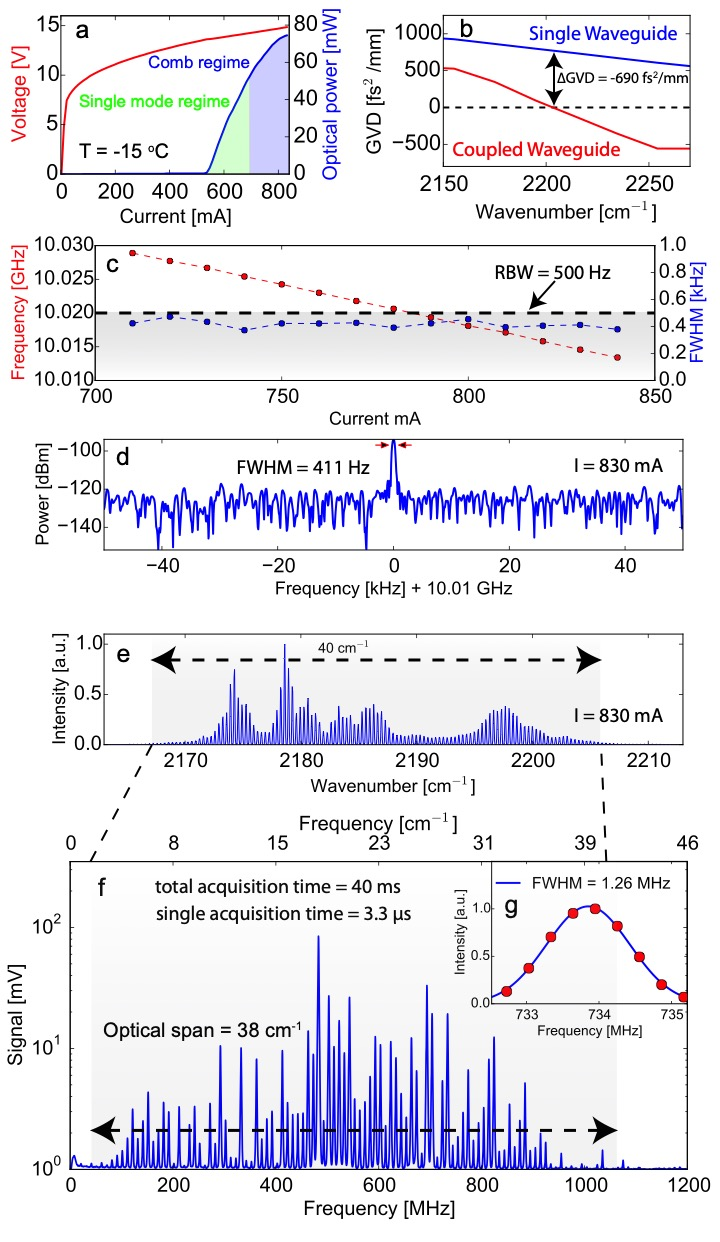 a
Comb regime
Single mode regime
T = -15 °C
Voltage [V]
0
5
10
15
0
200
400
600
800
Current [mA]
0
20
40
60
80
Optical power [mW]
b
Single Waveguide
ΔGVD = -690 fs²/mm
Coupled Waveguide
GVD [fs² /mm]
1000
500
0
−500
2150
2200
2250
Wavenumber [cm⁻¹]
c
RBW = 500 Hz
Frequency [GHz]
10.030
10.025
10.020
10.015
10.010
700
750
800
850
Current mA
1.0
0.8
0.6
0.4
0.2
0.0
FWHM [kHz]
d
FWHM = 411 Hz
I = 830 mA
Power [dBm]
−100
−120
−140
−40
−20
0
20
40
Frequency [kHz] + 10.01 GHz
e
40 cm⁻¹
I = 830 mA
Intensity [a.u.]
1.0
0.5
0.0
2170
2180
2190
2200
2210
Wavenumber [cm⁻¹]
Frequency [cm⁻¹]
0
8
15
23
31
39
46
f
total acquisition time = 40 ms
single acquisition time = 3.3 µs
Optical span = 38 cm⁻¹
Signal [mV]
10²
10¹
10⁰
0
200
400
600
800
1000
1200
Frequency [MHz]
g
FWHM = 1.26 MHz
Intensity [a.u.]
1.0
0.5
0.0
733
734
735
Frequency [MHz]